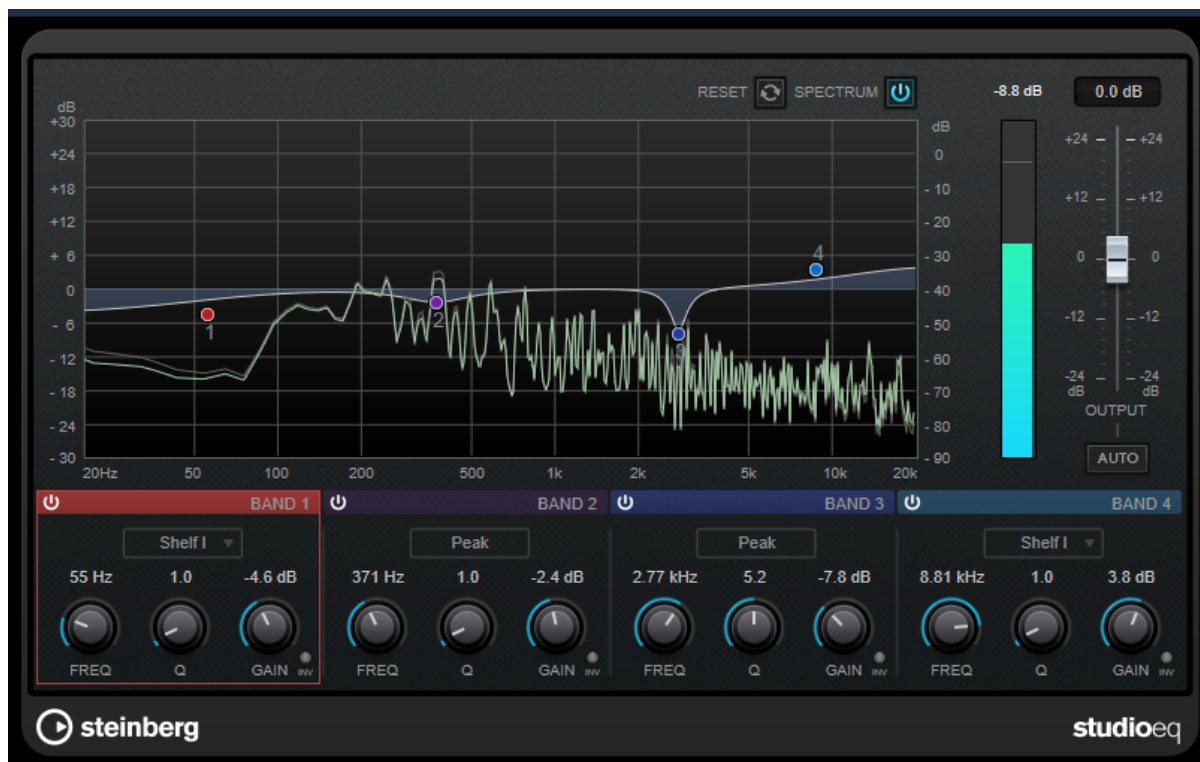 RESET SPECTRUM -8.8 dB 0.0 dB
dB
+30
+24
+18
+12
+ 6
0
- 6
- 12
- 18
- 24
- 30
dB
0
- 10
- 20
- 30
- 40
- 50
- 60
- 70
- 80
- 90
1
2
3
4
20Hz 50 100 200 500 1k 2k 5k 10k 20k
+24 +24
+12 +12
0 0
-12 -12
-24 -24
dB dB
OUTPUT
AUTO
BAND 1 BAND 2 BAND 3 BAND 4
Shelf I Peak Peak Shelf I
55 Hz 1.0 -4.6 dB 371 Hz 1.0 -2.4 dB 2.77 kHz 5.2 -7.8 dB 8.81 kHz 1.0 3.8 dB
FREQ Q GAIN INV FREQ Q GAIN INV FREQ Q GAIN INV FREQ Q GAIN INV
steinberg studioeq